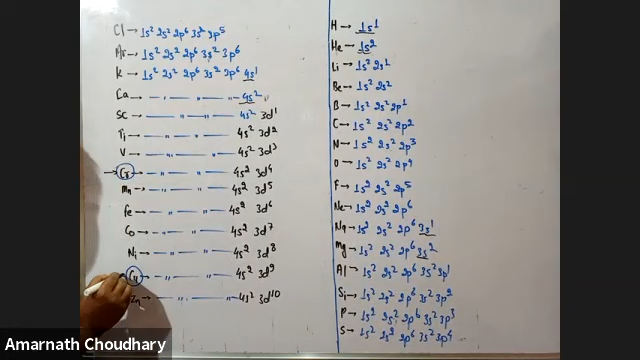 Cl → 1s² 2s² 2p⁶ 3s² 3p⁵
Ar → 1s² 2s² 2p⁶ 3s² 3p⁶
K → 1s² 2s² 2p⁶ 3s² 3p⁶ 4s¹
Ca → — " — " — 4s²
Sc → — " — " — 4s² 3d¹
Ti → — " — " — 4s² 3d²
V → — " — " — 4s² 3d³
→ Cr → — " — " — 4s² 3d⁴
Mn → — " — " — 4s² 3d⁵
Fe → — " — " — 4s² 3d⁶
Co → — " — " — 4s² 3d⁷
Ni → — " — " — 4s² 3d⁸
Cu → — " — " — 4s² 3d⁹
Zn → — " — " — 4s² 3d¹⁰
H → 1s¹
He → 1s²
Li → 1s² 2s¹
Be → 1s² 2s²
B → 1s² 2s² 2p¹
C → 1s² 2s² 2p²
N → 1s² 2s² 2p³
O → 1s² 2s² 2p⁴
F → 1s² 2s² 2p⁵
Ne → 1s² 2s² 2p⁶
Na → 1s² 2s² 2p⁶ 3s¹
Mg → 1s² 2s² 2p⁶ 3s²
Al → 1s² 2s² 2p⁶ 3s² 3p¹
Si → 1s² 2s² 2p⁶ 3s² 3p²
P → 1s² 2s² 2p⁶ 3s² 3p³
S → 1s² 2s² 2p⁶ 3s² 3p⁴
Amarnath Choudhary